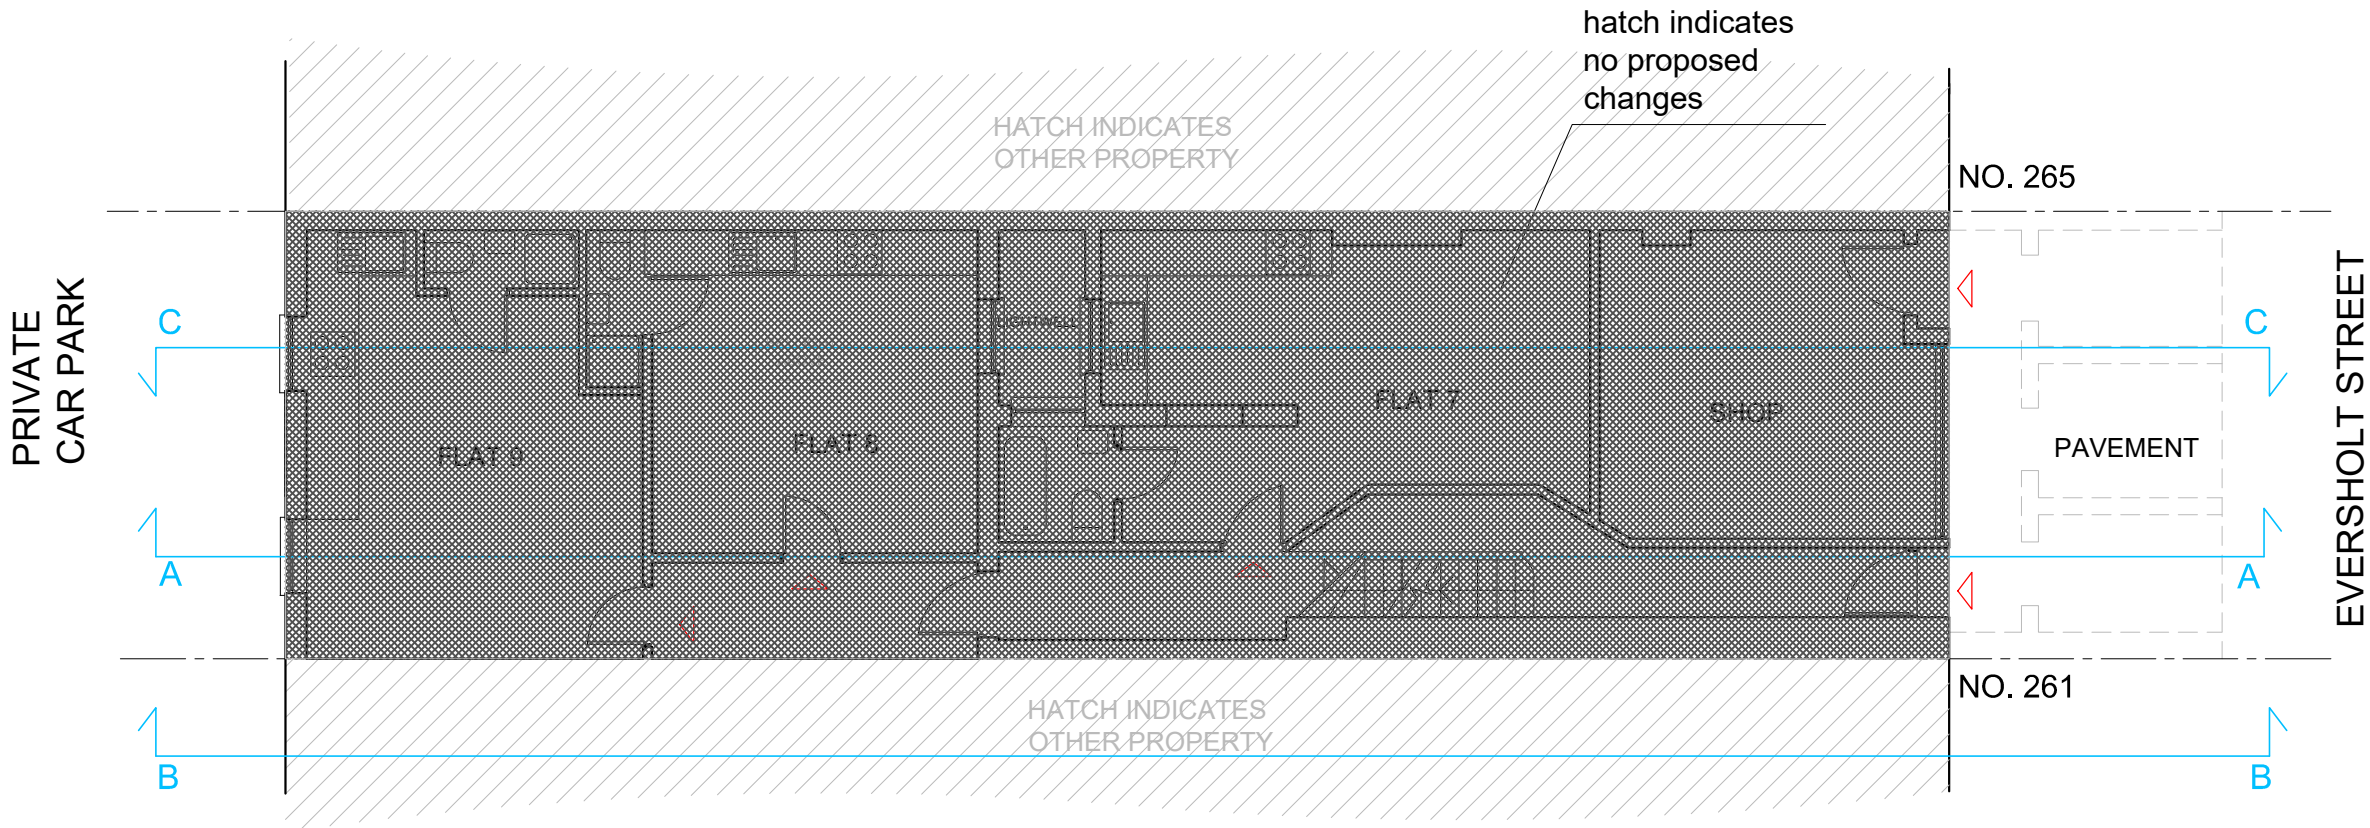 hatch indicates
no proposed
changes
HATCH INDICATES
OTHER PROPERTY
NO. 265
PRIVATE
CAR PARK
EVERSHOLT STREET
C
C
LIGHTWELL
FLAT 7
SHOP
FLAT 8
FLAT 9
PAVEMENT
A
A
NO. 261
HATCH INDICATES
OTHER PROPERTY
B
B